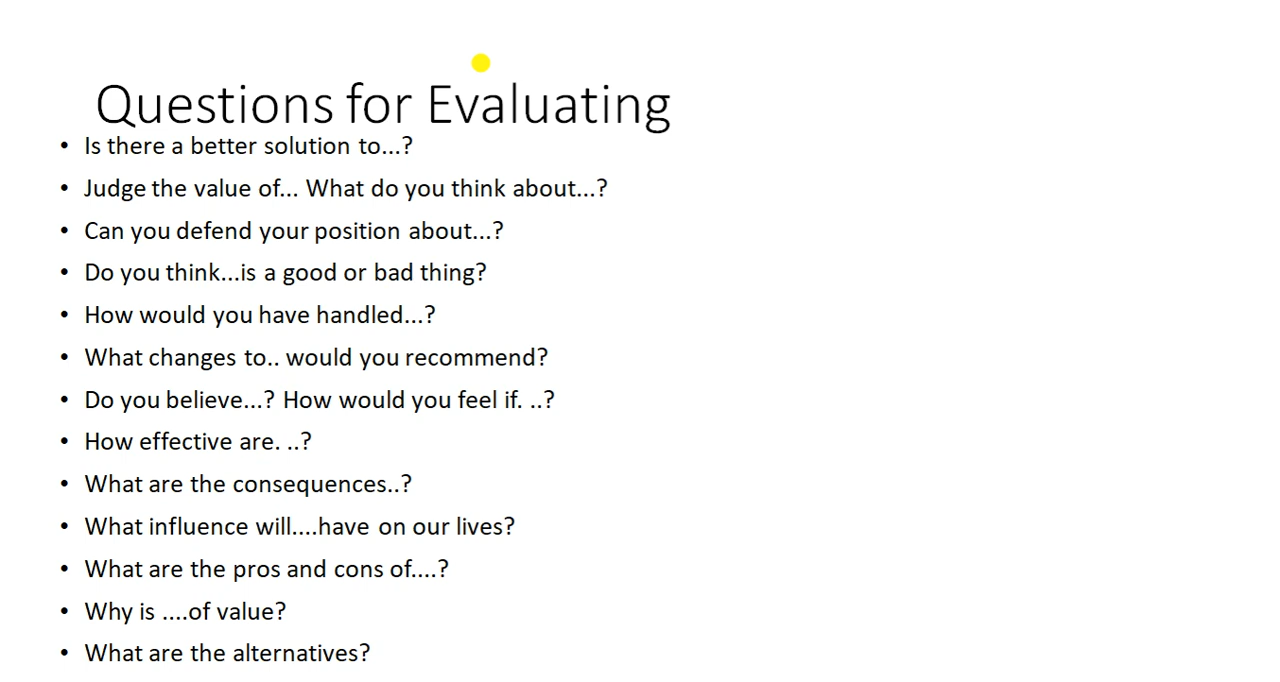 Questions for Evaluating
• Is there a better solution to...?
• Judge the value of... What do you think about...?
• Can you defend your position about...?
• Do you think...is a good or bad thing?
• How would you have handled...?
• What changes to.. would you recommend?
• Do you believe...? How would you feel if. ..?
• How effective are. ..?
• What are the consequences..?
• What influence will....have on our lives?
• What are the pros and cons of....?
• Why is ....of value?
• What are the alternatives?